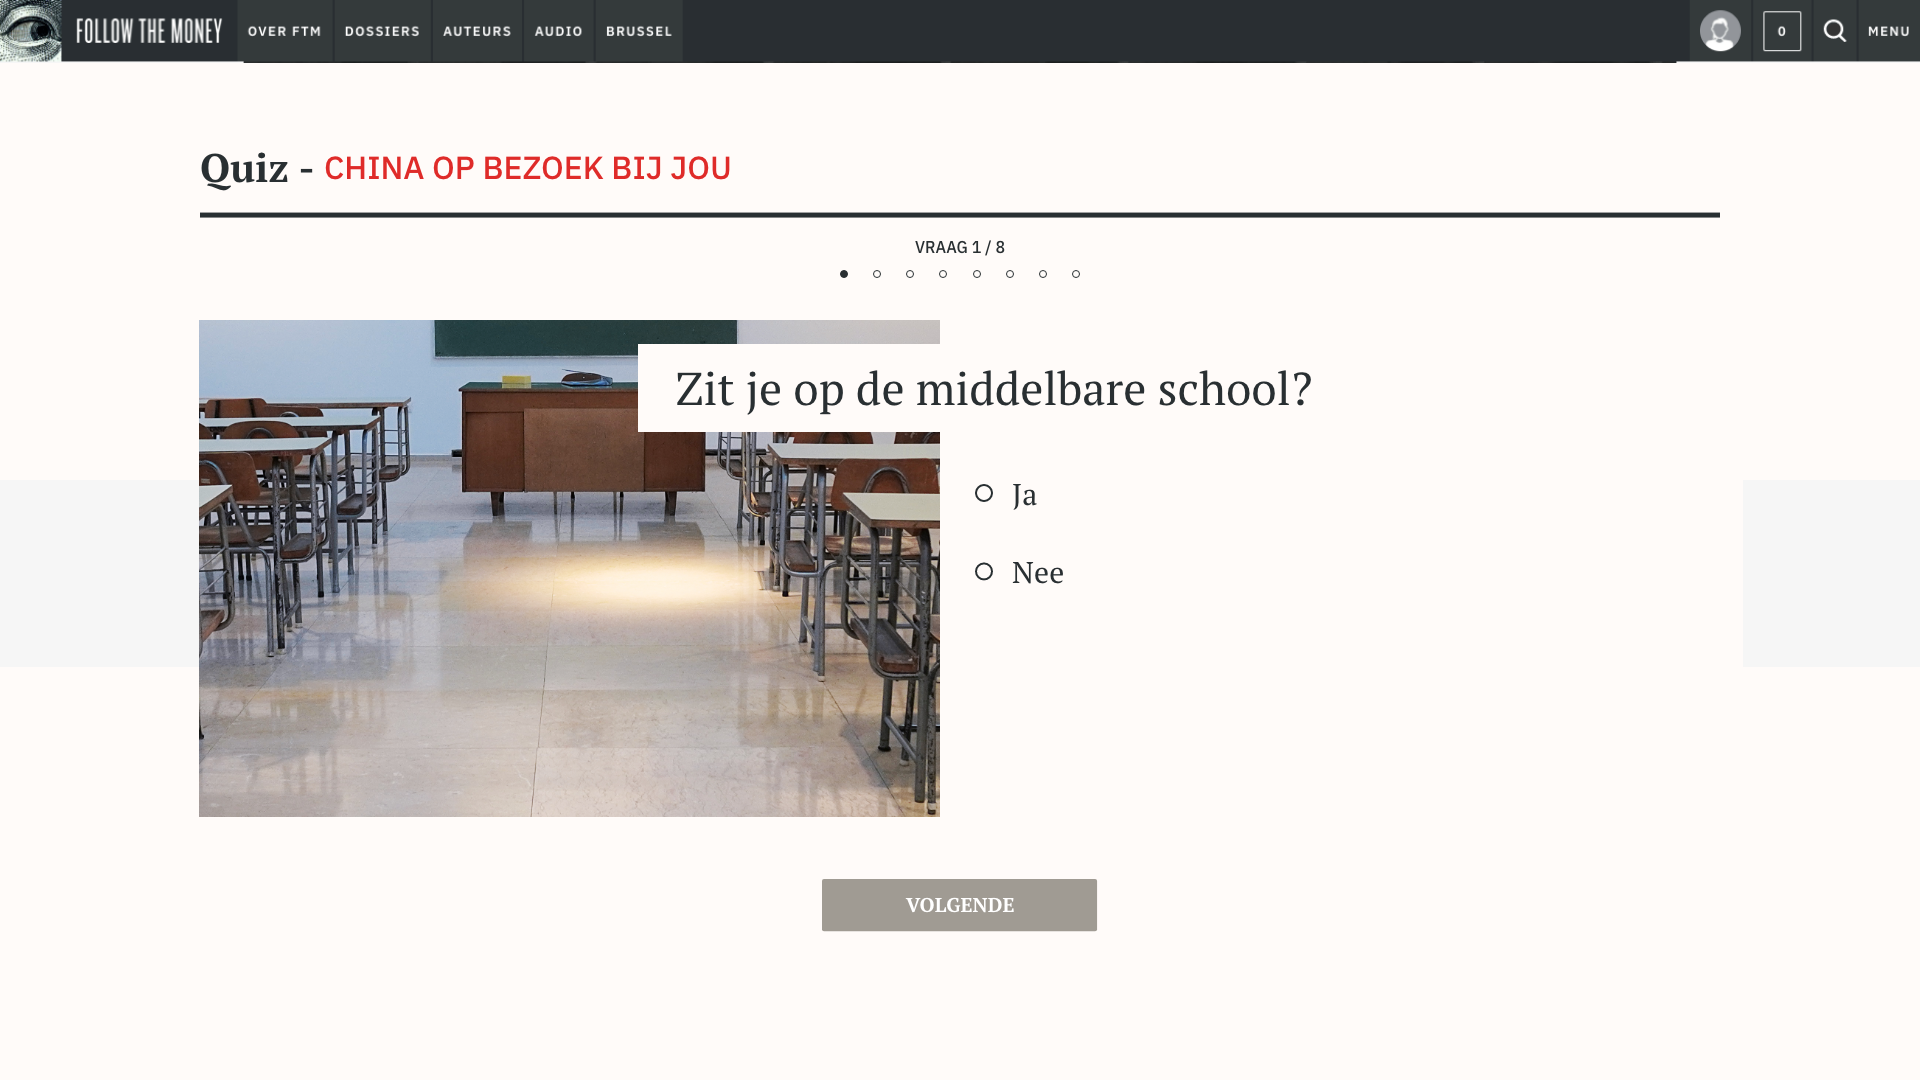 FOLLOW THE MONEY
OVER FTM
DOSSIERS
AUTEURS
AUDIO
BRUSSEL
0
MENU
Quiz - CHINA OP BEZOEK BIJ JOU
VRAAG 1 / 8
Zit je op de middelbare school?
Ja
Nee
VOLGENDE